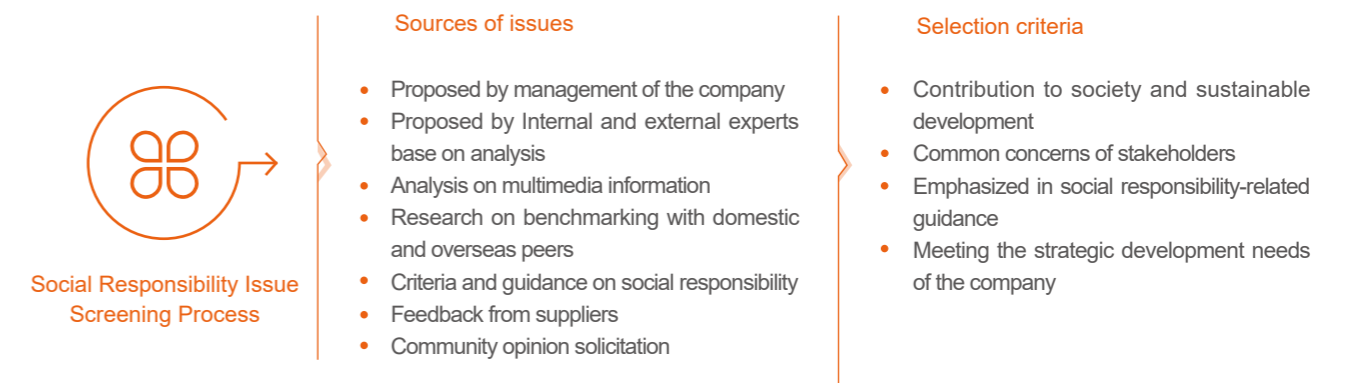 Social Responsibility Issue
Screening Process
Sources of issues
Proposed by management of the company
Proposed by Internal and external experts
base on analysis
Analysis on multimedia information
Research on benchmarking with domestic
and overseas peers
Criteria and guidance on social responsibility
Feedback from suppliers
Community opinion solicitation
Selection criteria
Contribution to society and sustainable
development
Common concerns of stakeholders
Emphasized in social responsibility-related
guidance
Meeting the strategic development needs
of the company